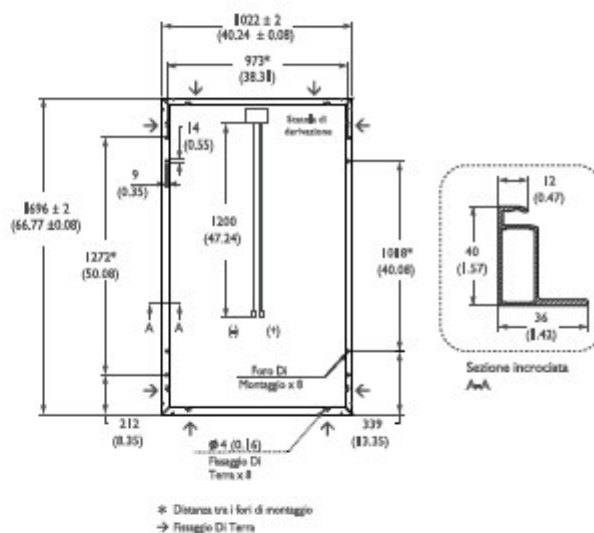 1022 ± 2
(40.24 ± 0.08)
973*
(38.31)
14
(0.55)
Scatola di
derivazione
9
(0.35)
1696 ± 2
(66.77 ±0.08)
1272*
(50.08)
1200
(47.24)
1018*
(40.08)
12
(0.47)
40
(1.57)
36
(1.42)
A
A
(-)
(+)
Foro Di
Montaggio x 8
Sezione incrociata
A-A
212
(8.35)
Ø 4 (0.16)
Fissaggio Di
Terra x 8
339
(13.35)
* Distanza tra i fori di montaggio
→ Fissaggio Di Terra